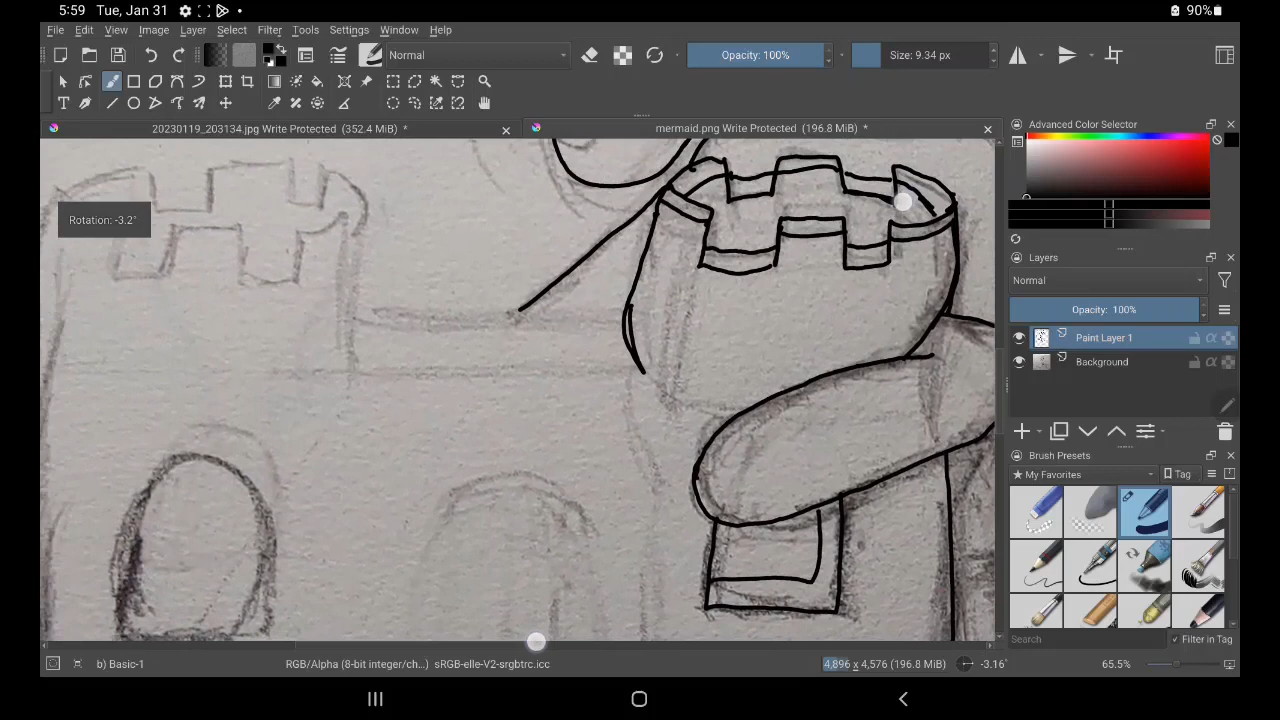 5:59 Tue, Jan 31 90%
File Edit View Image Layer Select Filter Tools Settings Window Help
Normal Opacity: 100% Size: 9.34 px
20230119_203134.jpg Write Protected (352.4 MiB) * mermaid.png Write Protected (196.8 MiB) *
Advanced Color Selector
Rotation: -3.2°
Layers
Normal
Opacity: 100%
Paint Layer 1
Background
Brush Presets
★ My Favorites Tag
Search Filter in Tag
b) Basic-1 RGB/Alpha (8-bit integer/ch...) sRGB-elle-V2-srgbtrc.icc 4,896 x 4,576 (196.8 MiB) -3.16° 65.5%